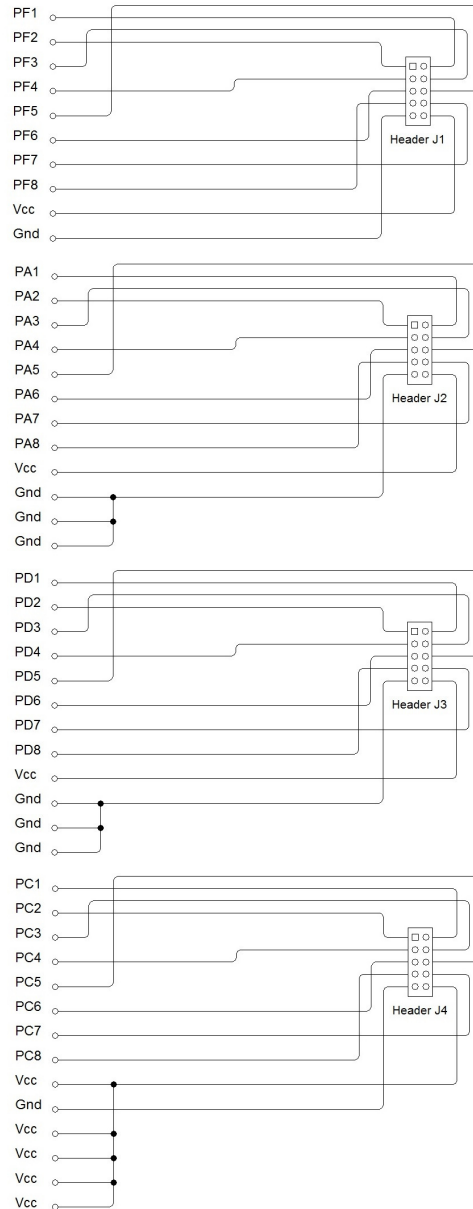 PF1
PF2
PF3
PF4
PF5
PF6
PF7
PF8
Vcc
Gnd
Header J1
PA1
PA2
PA3
PA4
PA5
PA6
PA7
PA8
Vcc
Gnd
Gnd
Gnd
Header J2
PD1
PD2
PD3
PD4
PD5
PD6
PD7
PD8
Vcc
Gnd
Gnd
Gnd
Header J3
PC1
PC2
PC3
PC4
PC5
PC6
PC7
PC8
Vcc
Gnd
Vcc
Vcc
Vcc
Vcc
Header J4